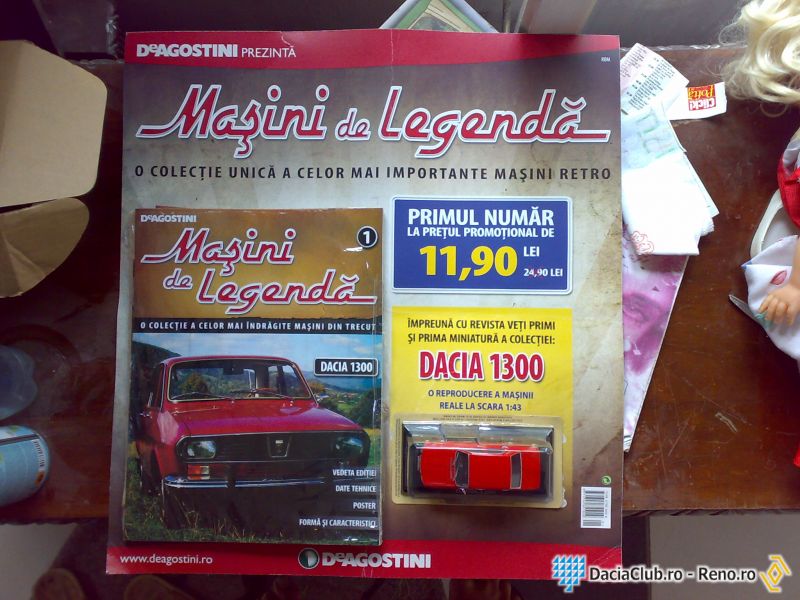 DeAGOSTINI PREZINTĂ
RBM
Mașini de Legendă
O COLECȚIE UNICĂ A CELOR MAI IMPORTANTE MAȘINI RETRO
DeAGOSTINI
1
Mașini
de Legendă
O COLECȚIE A CELOR MAI ÎNDRĂGITE MAȘINI DIN TRECUT
DACIA 1300
VEDETA EDIȚIEI
DATE TEHNICE
POSTER
FORMĂ ȘI CARACTERISTICI
PRIMUL NUMĂR
LA PREȚUL PROMOȚIONAL DE
11,90 LEI
24,90 LEI
ÎMPREUNĂ CU REVISTA VEȚI PRIMI
ȘI PRIMA MINIATURĂ A COLECȚIEI:
DACIA 1300
O REPRODUCERE A MAȘINII
REALE LA SCARA 1:43
www.deagostini.ro
DeAGOSTINI
Click!
Pofta
DaciaClub.ro - Reno.ro